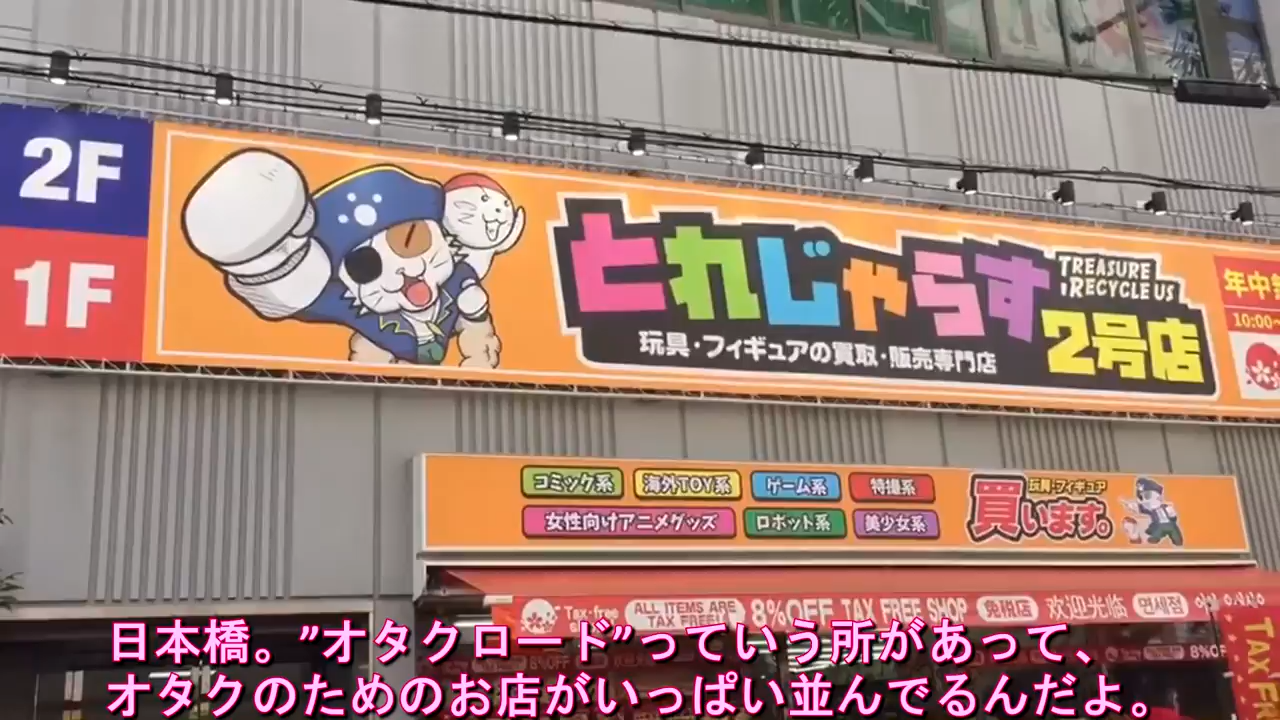 2F
1F
とれじゃらす
TREASURE
RECYCLE US
2号店
玩具・フィギュアの買取・販売専門店
年中
10:00
コミック系 海外TOY系 ゲーム系 特撮系
女性向けアニメグッズ ロボット系 美少女系
玩具・フィギュア
買います。
Tax-free ALL ITEMS ARE TAX FREE! 8%OFF TAX FREE SHOP 免税店 欢迎光临 면세점
8%OFF
TAX FR
日本橋。”オタクロード”っていう所があって、
オタクのためのお店がいっぱい並んでるんだよ。